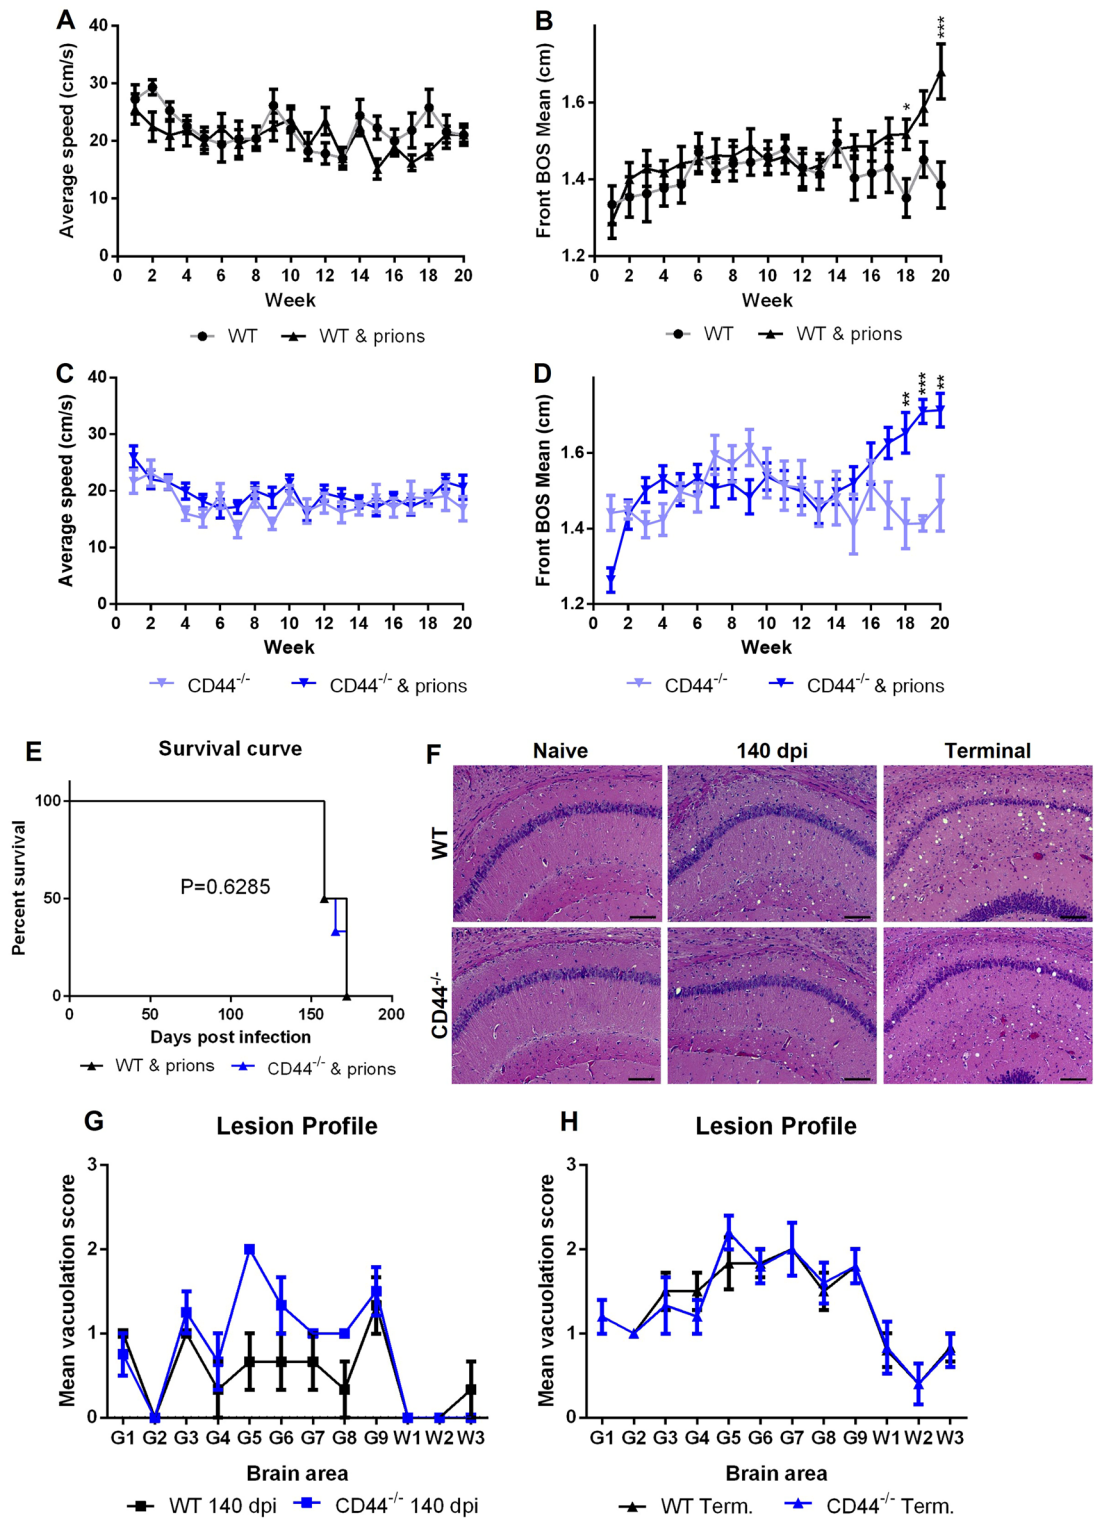 A
40
30
20
10
0
Average speed (cm/s)
0 2 4 6 8 10 12 14 16 18 20
Week
WT WT & prions
B
1.6
1.4
1.2
Front BOS Mean (cm)
* ***
0 2 4 6 8 10 12 14 16 18 20
Week
WT WT & prions
C
40
30
20
10
0
Average speed (cm/s)
0 2 4 6 8 10 12 14 16 18 20
Week
CD44-/- CD44-/- & prions
D
1.6
1.4
1.2
Front BOS Mean (cm)
** *** **
0 2 4 6 8 10 12 14 16 18 20
Week
CD44-/- CD44-/- & prions
E
Survival curve
100
50
0
Percent survival
P=0.6285
0 50 100 150 200
Days post infection
WT & prions CD44-/- & prions
F
Naive 140 dpi Terminal
WT
CD44-/-
G
Lesion Profile
3
2
1
0
Mean vacuolation score
G1 G2 G3 G4 G5 G6 G7 G8 G9 W1 W2 W3
Brain area
WT 140 dpi CD44-/- 140 dpi
H
Lesion Profile
3
2
1
0
Mean vacuolation score
G1 G2 G3 G4 G5 G6 G7 G8 G9 W1 W2 W3
Brain area
WT Term. CD44-/- Term.